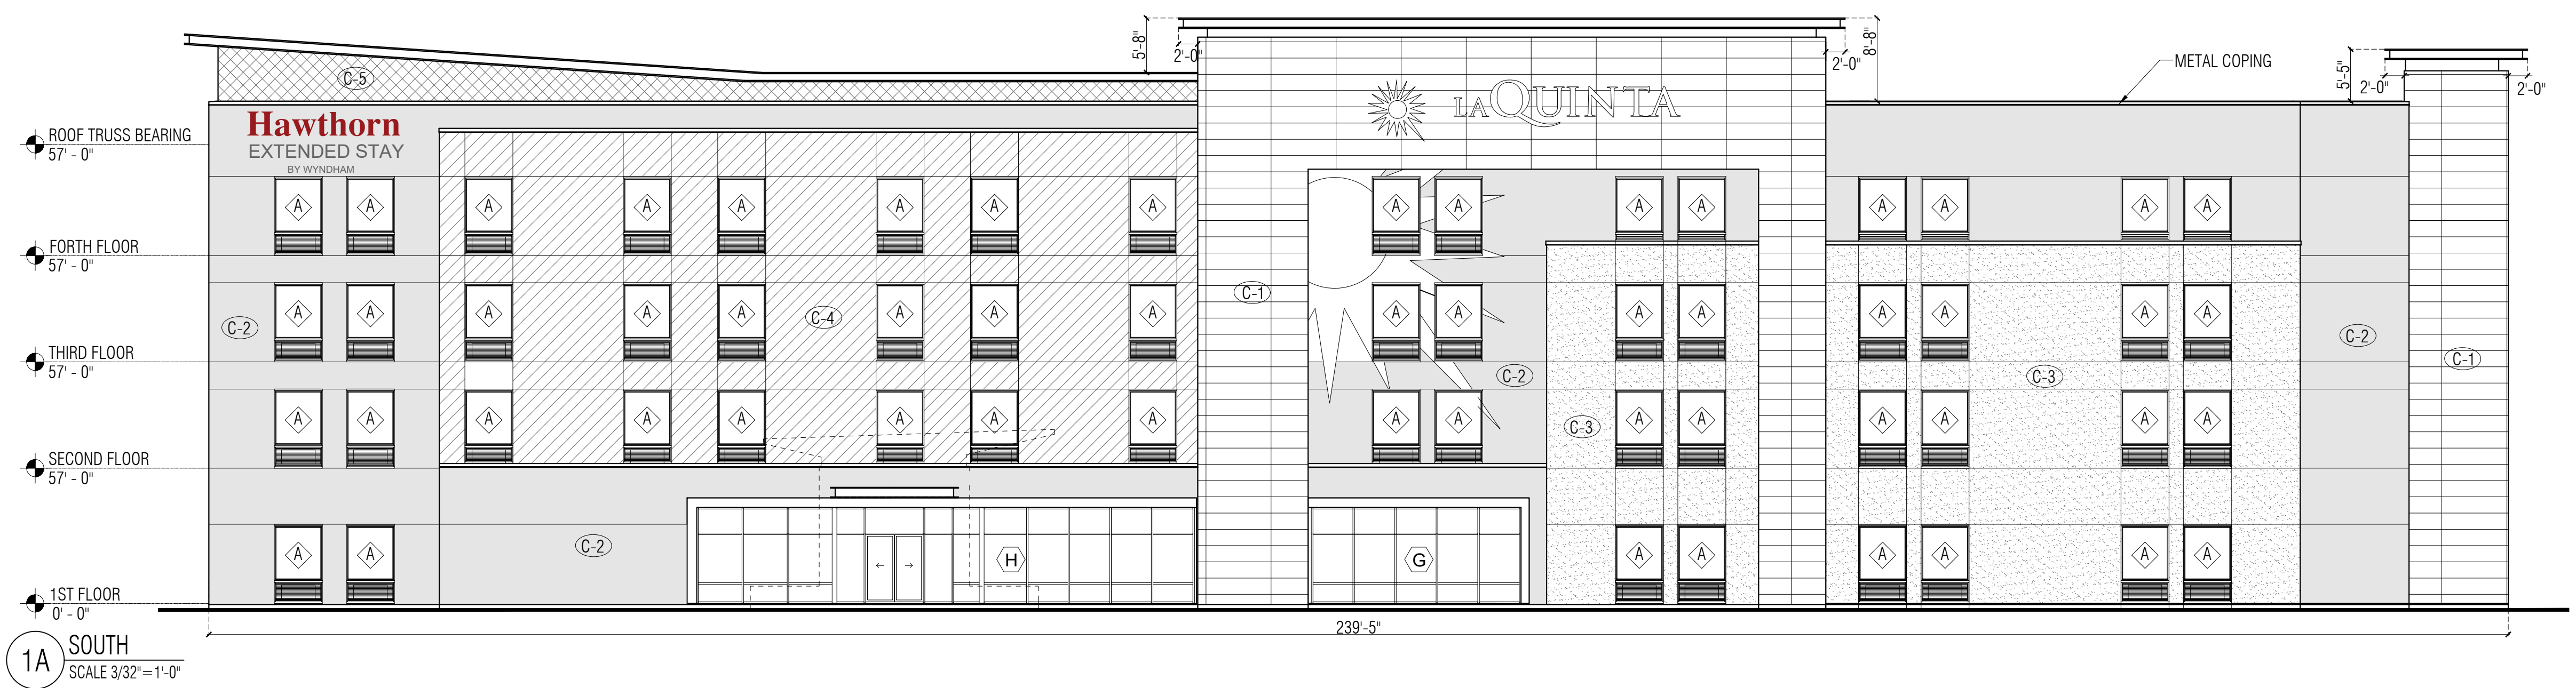 5'-8"
2'-0"
8'-8"
2'-0"
METAL COPING
5'-5"
2'-0"
2'-0"
C-5
LA QUINTA
Hawthorn
EXTENDED STAY
BY WYNDHAM
ROOF TRUSS BEARING
57' - 0"
A A A A A A A A A A A A A A A A A A
FORTH FLOOR
57' - 0"
C-1
A A A A A A A A A A A A A A A A A A
C-2
C-4
C-2
THIRD FLOOR
57' - 0"
C-1
C-2
C-3
A A A A A A A A A A A A A A A A A A
C-3
SECOND FLOOR
57' - 0"
C-2
A A A A A A A A
H
G
1ST FLOOR
0' - 0"
239'-5"
1A
SOUTH
SCALE 3/32"=1'-0"